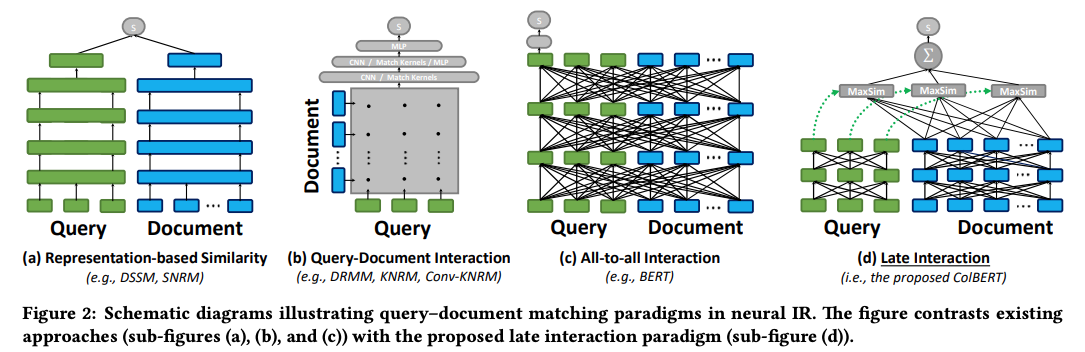 S
Query
Document
(a) Representation-based Similarity
(e.g., DSSM, SNRM)
S
MLP
CNN / Match Kernels / MLP
CNN / Match Kernels
Document
Query
(b) Query-Document Interaction
(e.g., DRMM, KNRM, Conv-KNRM)
S
Query
Document
(c) All-to-all Interaction
(e.g., BERT)
S
Σ
MaxSim
MaxSim
MaxSim
Query
Document
(d) Late Interaction
(i.e., the proposed ColBERT)
Figure 2: Schematic diagrams illustrating query–document matching paradigms in neural IR. The figure contrasts existing
approaches (sub-figures (a), (b), and (c)) with the proposed late interaction paradigm (sub-figure (d)).